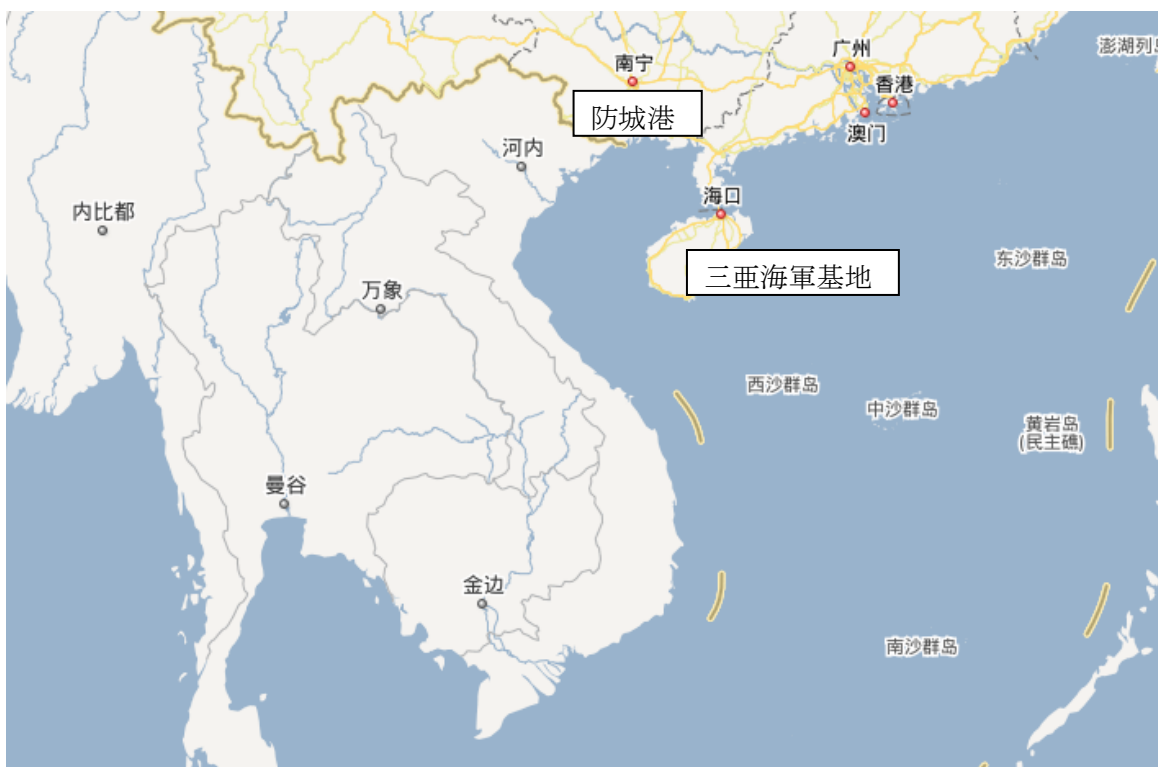 广州
澎湖列岛
南宁
香港
防城港
澳门
河内
海口
内比都
三亜海軍基地
东沙群岛
万象
西沙群岛
中沙群岛
黄岩岛
(民主礁)
曼谷
金边
南沙群岛